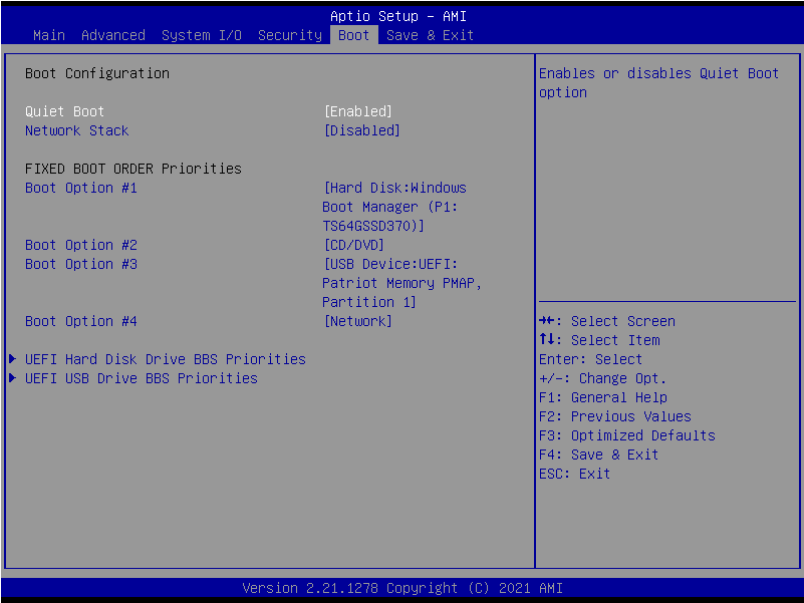 Aptio Setup – AMI
Main Advanced System I/O Security Boot Save & Exit
Boot Configuration
Quiet Boot [Enabled]
Network Stack [Disabled]
FIXED BOOT ORDER Priorities
Boot Option #1 [Hard Disk:Windows
Boot Manager (P1:
TS64GSSD370)]
Boot Option #2 [CD/DVD]
Boot Option #3 [USB Device:UEFI:
Patriot Memory PMAP,
Partition 1]
Boot Option #4 [Network]
UEFI Hard Disk Drive BBS Priorities
UEFI USB Drive BBS Priorities
Enables or disables Quiet Boot
option
→←: Select Screen
↑↓: Select Item
Enter: Select
+/-: Change Opt.
F1: General Help
F2: Previous Values
F3: Optimized Defaults
F4: Save & Exit
ESC: Exit
Version 2.21.1278 Copyright (C) 2021 AMI